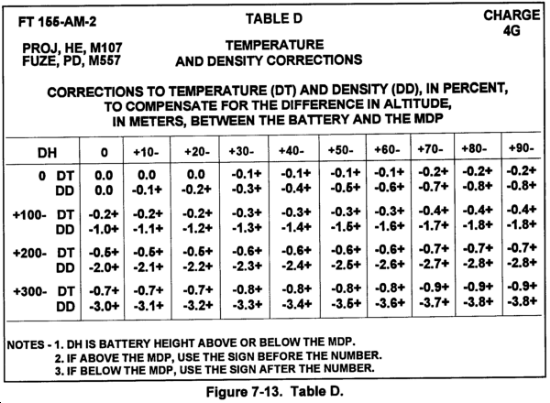 FT 155-AM-2 TABLE D CHARGE
4G
PROJ, HE, M107 TEMPERATURE
FUZE, PD, M557 AND DENSITY CORRECTIONS
CORRECTIONS TO TEMPERATURE (DT) AND DENSITY (DD), IN PERCENT,
TO COMPENSATE FOR THE DIFFERENCE IN ALTITUDE,
IN METERS, BETWEEN THE BATTERY AND THE MDP
DH 0 +10- +20- +30- +40- +50- +60- +70- +80- +90-
0 DT 0.0 0.0 0.0 -0.1+ -0.1+ -0.1+ -0.1+ -0.2+ -0.2+ -0.2+
DD 0.0 -0.1+ -0.2+ -0.3+ -0.4+ -0.5+ -0.6+ -0.7+ -0.8+ -0.8+
+100- DT -0.2+ -0.2+ -0.2+ -0.3+ -0.3+ -0.3+ -0.3+ -0.4+ -0.4+ -0.4+
DD -1.0+ -1.1+ -1.2+ -1.3+ -1.4+ -1.5+ -1.6+ -1.7+ -1.8+ -1.8+
+200- DT -0.5+ -0.5+ -0.5+ -0.6+ -0.6+ -0.6+ -0.6+ -0.7+ -0.7+ -0.7+
DD -2.0+ -2.1+ -2.2+ -2.3+ -2.4+ -2.5+ -2.6+ -2.7+ -2.8+ -2.8+
+300- DT -0.7+ -0.7+ -0.7+ -0.8+ -0.8+ -0.8+ -0.8+ -0.9+ -0.9+ -0.9+
DD -3.0+ -3.1+ -3.2+ -3.3+ -3.4+ -3.5+ -3.6+ -3.7+ -3.8+ -3.8+
NOTES - 1. DH IS BATTERY HEIGHT ABOVE OR BELOW THE MDP.
2. IF ABOVE THE MDP, USE THE SIGN BEFORE THE NUMBER.
3. IF BELOW THE MDP, USE THE SIGN AFTER THE NUMBER.
Figure 7-13. Table D.